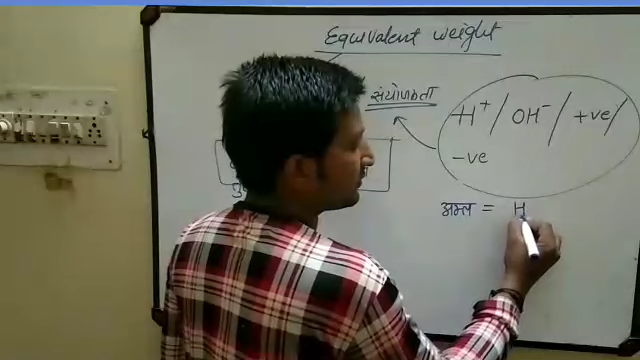 Equivalent weight
संयोजकता
H⁺ / OH⁻ / +ve /
-ve
अम्ल = H